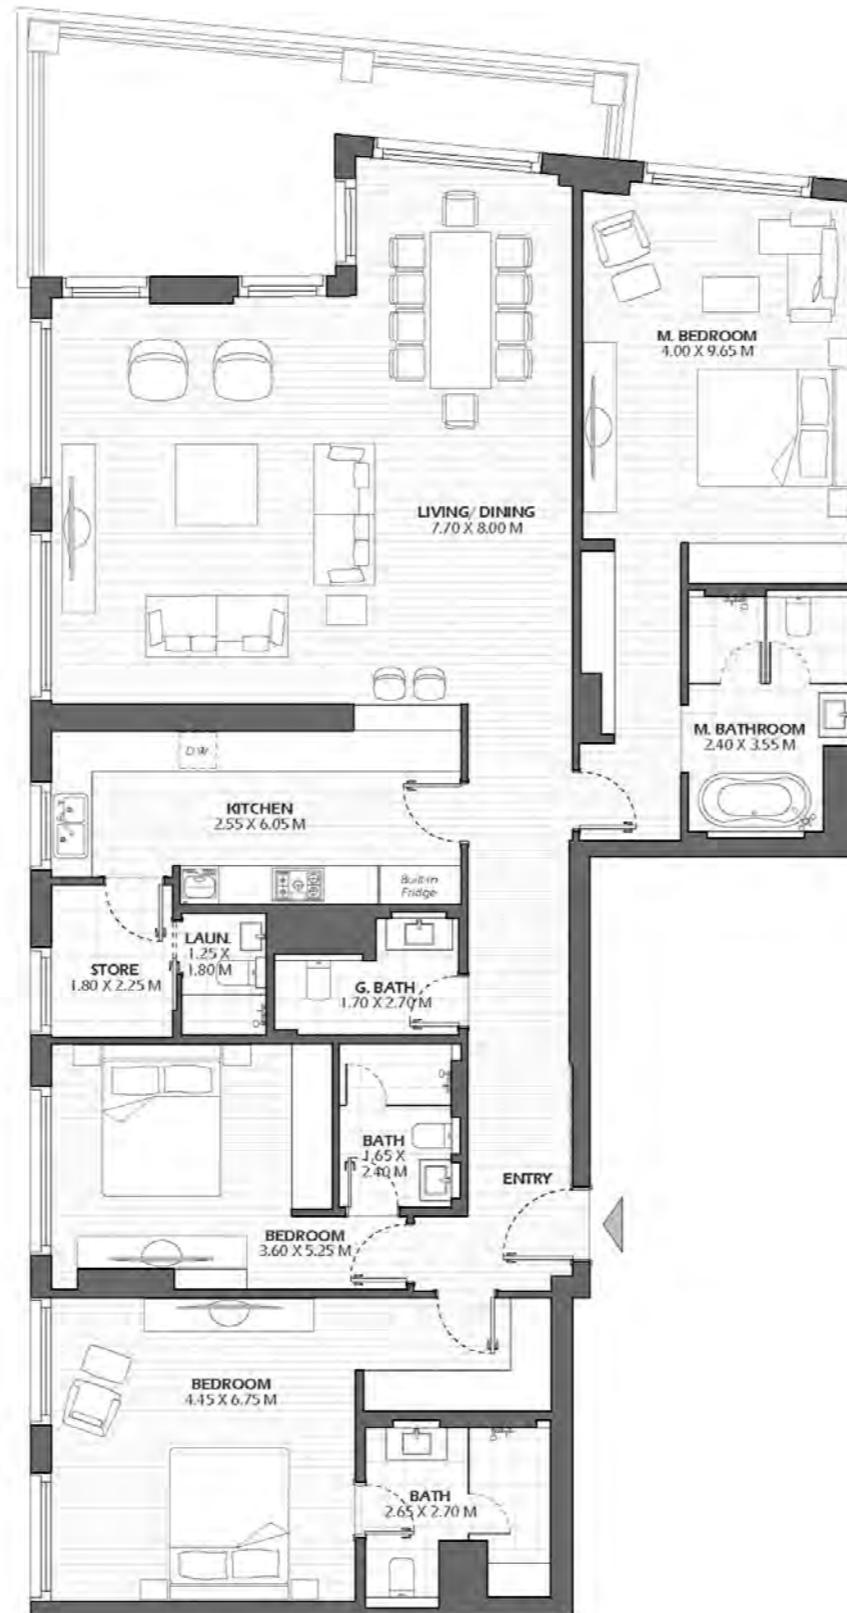 M. BEDROOM
4.00 X 9.65 M
LIVING/ DINING
7.70 X 8.00 M
M. BATHROOM
2.40 X 3.55 M
D.W.
KITCHEN
2.55 X 6.05 M
Built-in
Fridge
LAUN.
1.25 X
1.80 M
STORE
1.80 X 2.25 M
G. BATH
1.70 X 2.70 M
BATH
1.65 X
2.40 M
ENTRY
BEDROOM
3.60 X 5.25 M
BEDROOM
4.45 X 6.75 M
BATH
2.65 X 2.70 M